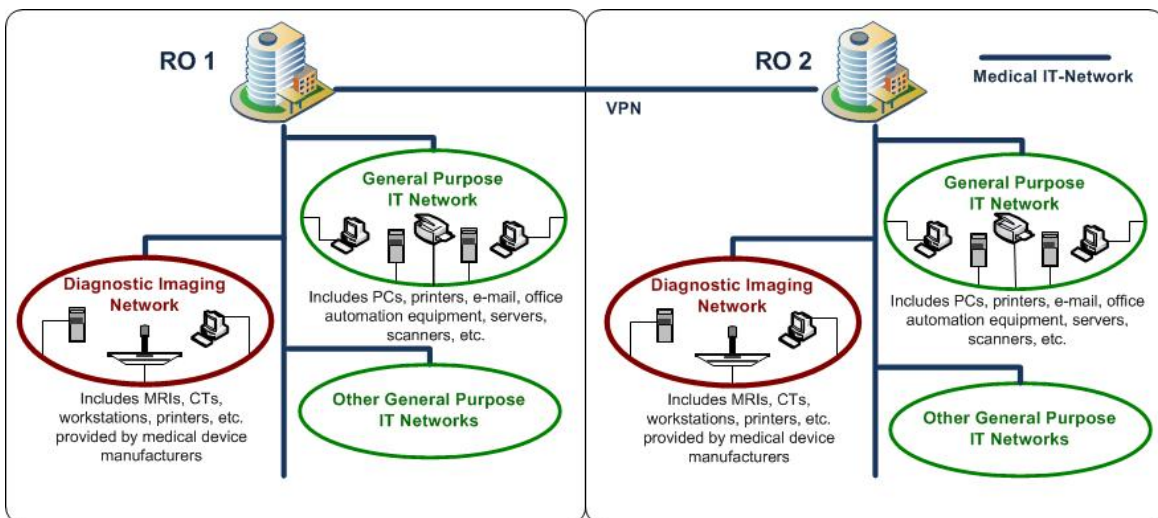 RO 1
VPN
General Purpose
IT Network
Includes PCs, printers, e-mail, office
automation equipment, servers,
scanners, etc.
Diagnostic Imaging
Network
Includes MRIs, CTs,
workstations, printers, etc.
provided by medical device
manufacturers
Other General Purpose
IT Networks
RO 2
Medical IT-Network
General Purpose
IT Network
Includes PCs, printers, e-mail, office
automation equipment, servers,
scanners, etc.
Diagnostic Imaging
Network
Includes MRIs, CTs,
workstations, printers, etc.
provided by medical device
manufacturers
Other General Purpose
IT Networks